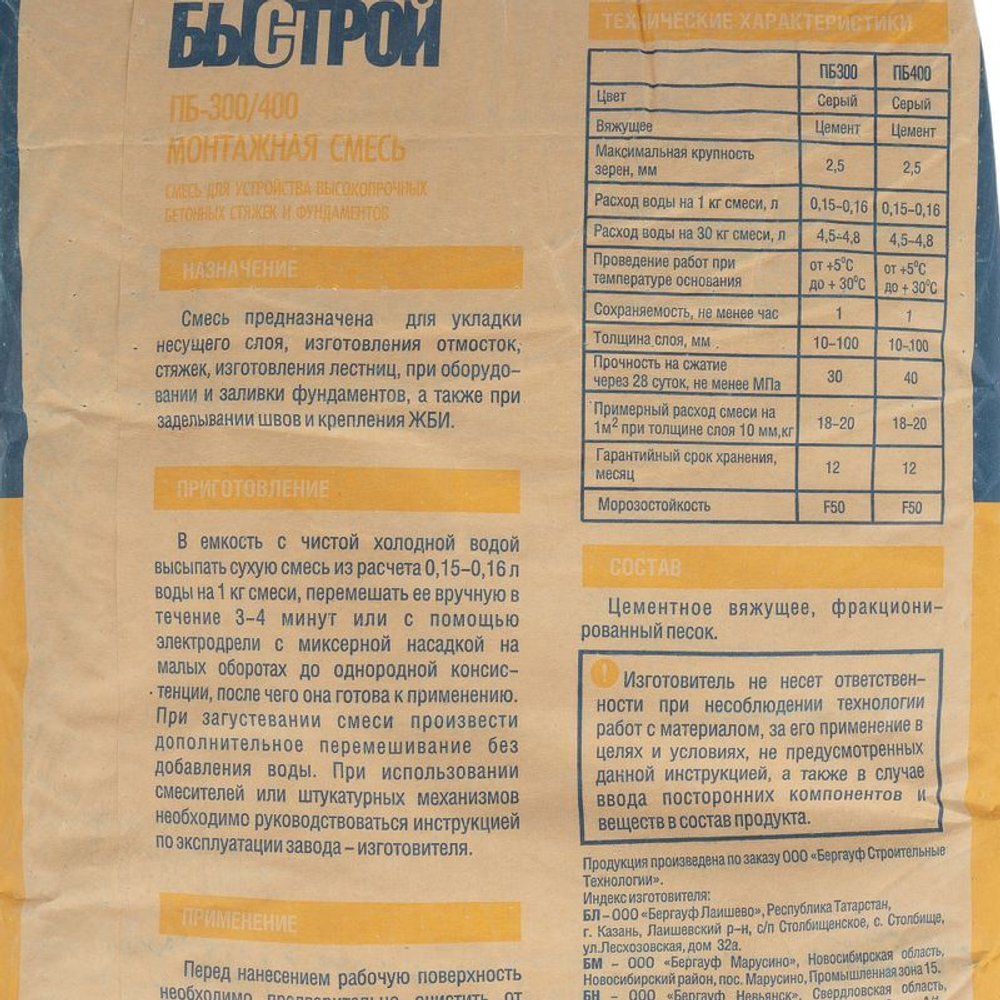 БЫСТРОЙ
ПБ-300/400
МОНТАЖНАЯ СМЕСЬ
СМЕСЬ ДЛЯ УСТРОЙСТВА ВЫСОКОПРОЧНЫХ
БЕТОННЫХ СТЯЖЕК И ФУНДАМЕНТОВ
НАЗНАЧЕНИЕ
Смесь предназначена для укладки
несущего слоя, изготовления отмосток,
стяжек, изготовления лестниц, при оборудо-
вании и заливки фундаментов, а также при
заделывании швов и крепления ЖБИ.
ПРИГОТОВЛЕНИЕ
В емкость с чистой холодной водой
высыпать сухую смесь из расчета 0,15–0,16 л
воды на 1 кг смеси, перемешать ее вручную в
течение 3–4 минут или с помощью
электродрели с миксерной насадкой на
малых оборотах до однородной консис-
тенции, после чего она готова к применению.
При загустевании смеси произвести
дополнительное перемешивание без
добавления воды. При использовании
смесителей или штукатурных механизмов
необходимо руководствоваться инструкцией
по эксплуатации завода – изготовителя.
ПРИМЕНЕНИЕ
Перед нанесением рабочую поверхность
необходимо предварительно очистить от
ТЕХНИЧЕСКИЕ ХАРАКТЕРИСТИКИ
ПБ300 ПБ400
Цвет Серый Серый
Вяжущее Цемент Цемент
Максимальная крупность
зерен, мм 2,5 2,5
Расход воды на 1 кг смеси, л 0,15–0,16 0,15–0,16
Расход воды на 30 кг смеси, л 4,5–4,8 4,5–4,8
Проведение работ при от +5°С от +5°С
температуре основания до + 30°С до + 30°С
Сохраняемость, не менее час 1 1
Толщина слоя, мм 10–100 10–100
Прочность на сжатие
через 28 суток, не менее МПа 30 40
Примерный расход смеси на
1м² при толщине слоя 10 мм,кг 18–20 18–20
Гарантийный срок хранения,
месяц 12 12
Морозостойкость F50 F50
СОСТАВ
Цементное вяжущее, фракциони-
рованный песок.
! Изготовитель не несет ответствен-
ности при несоблюдении технологии
работ с материалом, за его применение в
целях и условиях, не предусмотренных
данной инструкцией, а также в случае
ввода посторонних компонентов и
веществ в состав продукта.
Продукция произведена по заказу ООО «Бергауф Строительные
Технологии».
Индекс изготовителя:
БЛ – ООО «Бергауф Лаишево», Республика Татарстан,
г. Казань, Лаишевский р–н, с/п Столбищенское, с. Столбище,
ул.Лесхозовская, дом 32а.
БМ – ООО «Бергауф Марусино», Новосибирская область,
Новосибирский район, пос. Марусино, Промышленная зона 15.
БН – ООО «Бергауф Невьянск», Свердловская область,